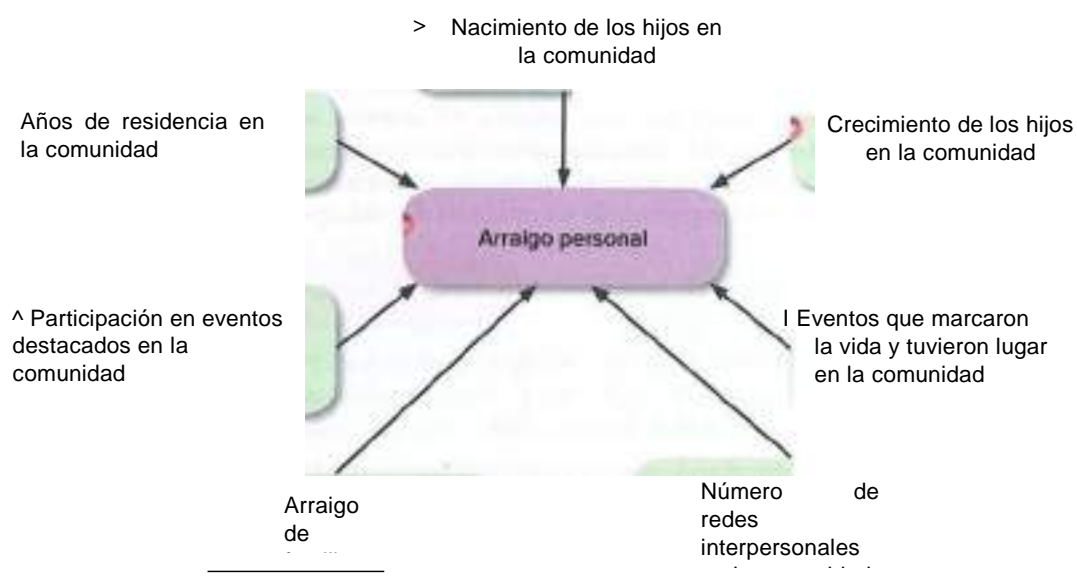 > Nacimiento de los hijos en
la comunidad
Años de residencia en
la comunidad
Crecimiento de los hijos
en la comunidad
Arraigo personal
^ Participación en eventos
destacados en la
comunidad
I Eventos que marcaron
la vida y tuvieron lugar
en la comunidad
Arraigo
de
Número de
redes
interpersonales